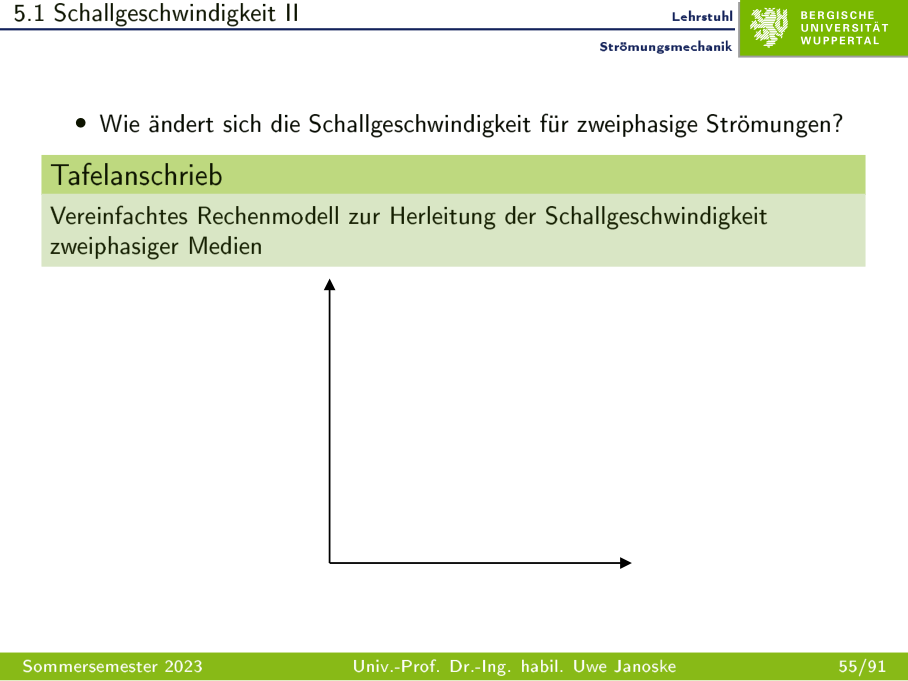 5.1 Schallgeschwindigkeit II
Lehrstuhl
Strömungsmechanik
BERGISCHE
UNIVERSITÄT
WUPPERTAL
• Wie ändert sich die Schallgeschwindigkeit für zweiphasige Strömungen?
Tafelanschrieb
Vereinfachtes Rechenmodell zur Herleitung der Schallgeschwindigkeit
zweiphasiger Medien
Sommersemester 2023
Univ.-Prof. Dr.-Ing. habil. Uwe Janoske
55/91